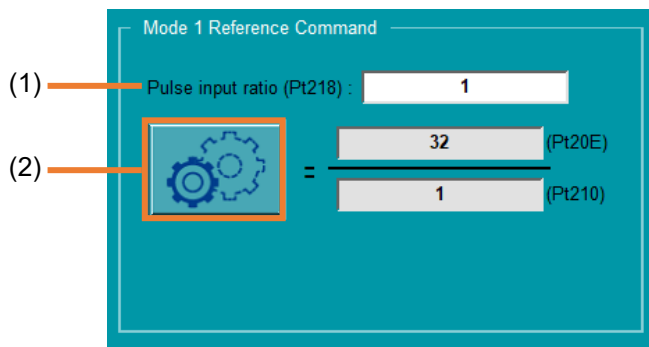 Mode 1 Reference Command
(1)
Pulse input ratio (Pt218) : 1
(2)
= 32 (Pt20E)
1 (Pt210)